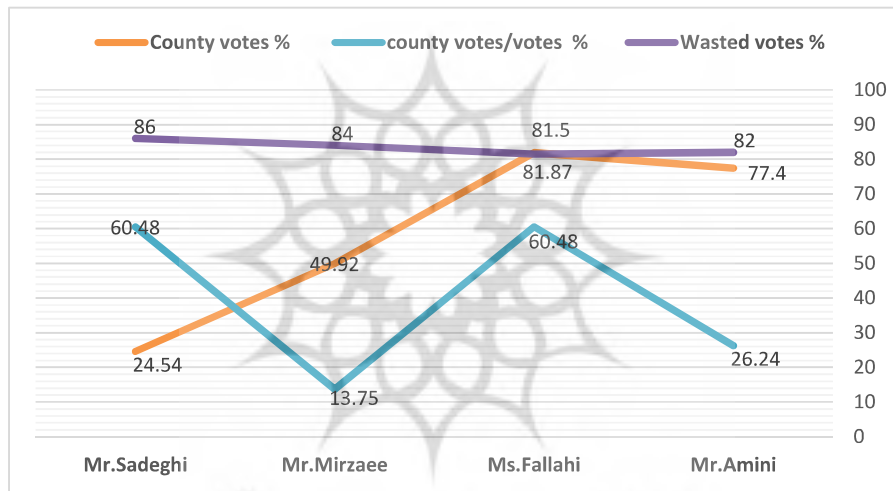 County votes % county votes/votes % Wasted votes %
100
86 84 81.5 82 90
80
81.87 77.4
70
60.48 60.48 60
49.92 50
40
30
24.54 26.24 20
13.75 10
0
Mr.Sadeghi Mr.Mirzaee Ms.Fallahi Mr.Amini